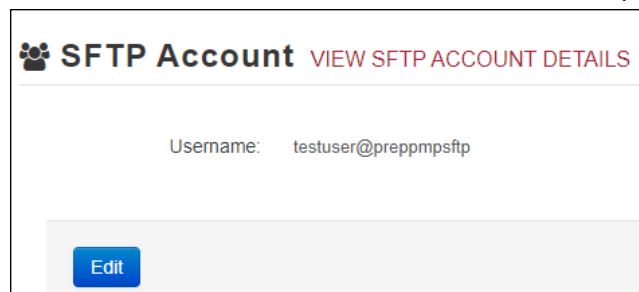 SFTP Account VIEW SFTP ACCOUNT DETAILS
Username: testuser@preppmpsftp
Edit